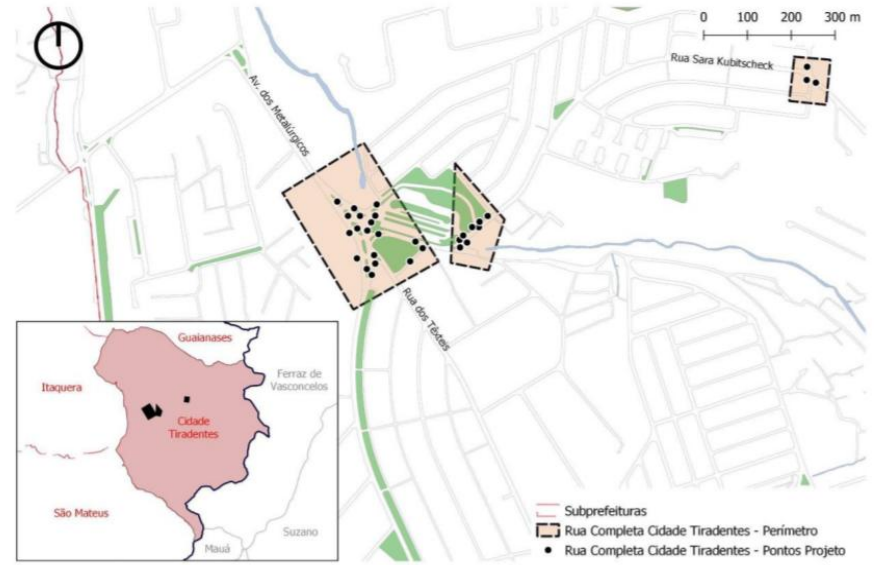 0 100 200 300 m
Rua Sara Kubitscheck
Av. dos Metalúrgicos
Rua dos Têxteis
Guaianases
Ferraz de
Vasconcelos
Itaquera
Cidade
Tiradentes
São Mateus
Suzano
Mauá
Subprefeituras
Rua Completa Cidade Tiradentes - Perímetro
Rua Completa Cidade Tiradentes - Pontos Projeto